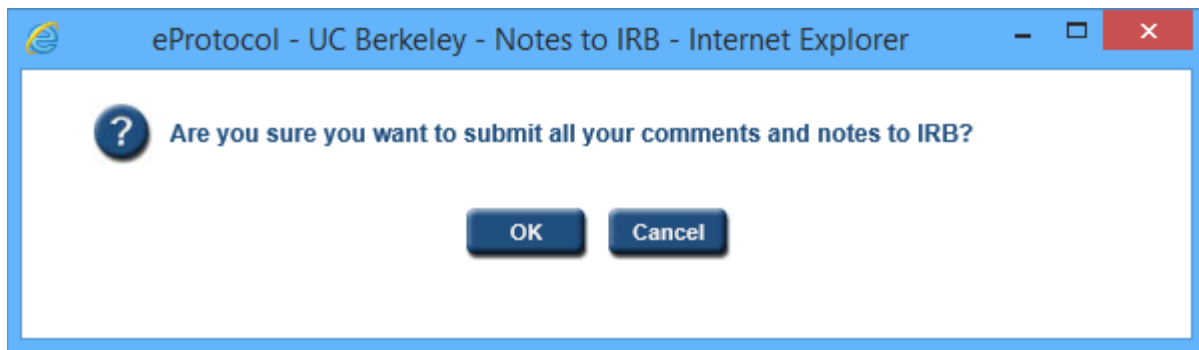 eProtocol - UC Berkeley - Notes to IRB - Internet Explorer
Are you sure you want to submit all your comments and notes to IRB?
OK Cancel